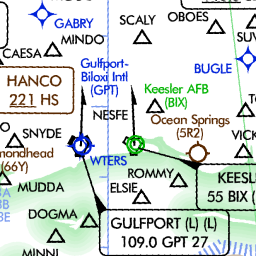 SCALY
OBOES
GABRY
SUV
CAESA
MINDO
BUGLE
Gulfport-
Biloxi Intl
(GPT)
HANCO
221 HS
Keesler AFB
(BIX)
NESFE
Ocean Springs
(5R2)
SNYDE
VICK
mondhead
(66Y)
WTERS
MUDDA
ROMMY
KEESL
55 BIX (
ELSIE
DOGMA
GULFPORT (L) (L)
109.0 GPT 27
MINNI